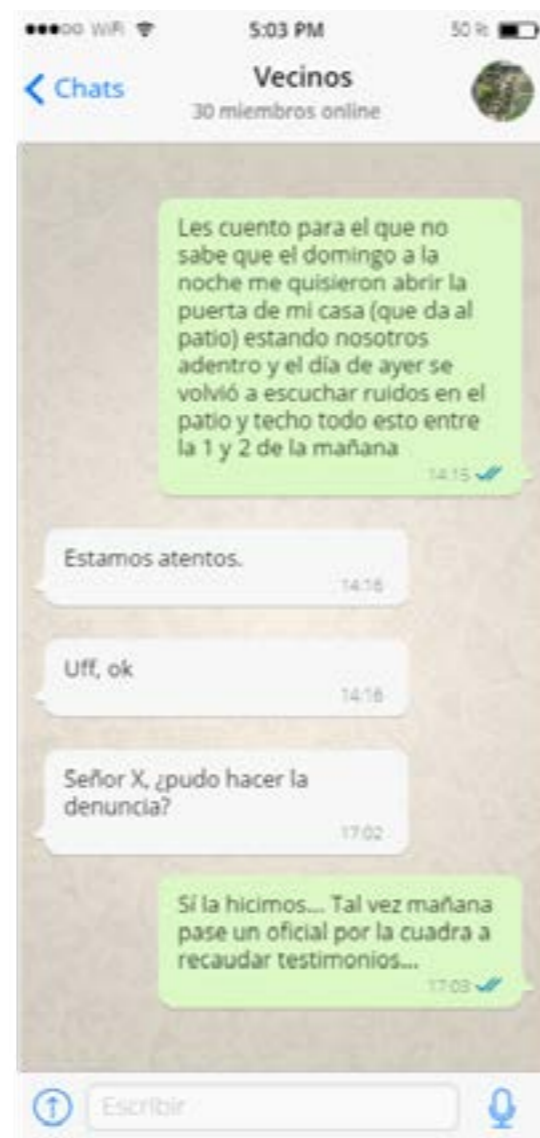 WiFi 5:03 PM 50 %
Chats
Vecinos
30 miembros online
Les cuento para el que no
sabe que el domingo a la
noche me quisieron abrir la
puerta de mi casa (que da al
patio) estando nosotros
adentro y el día de ayer se
volvió a escuchar ruidos en el
patio y techo todo esto entre
la 1 y 2 de la mañana
14:15
Estamos atentos.
14:16
Uff, ok
14:16
Señor X, ¿pudo hacer la
denuncia?
17:02
Sí la hicimos... Tal vez mañana
pase un oficial por la cuadra a
recaudar testimonios...
17:03
Escribir